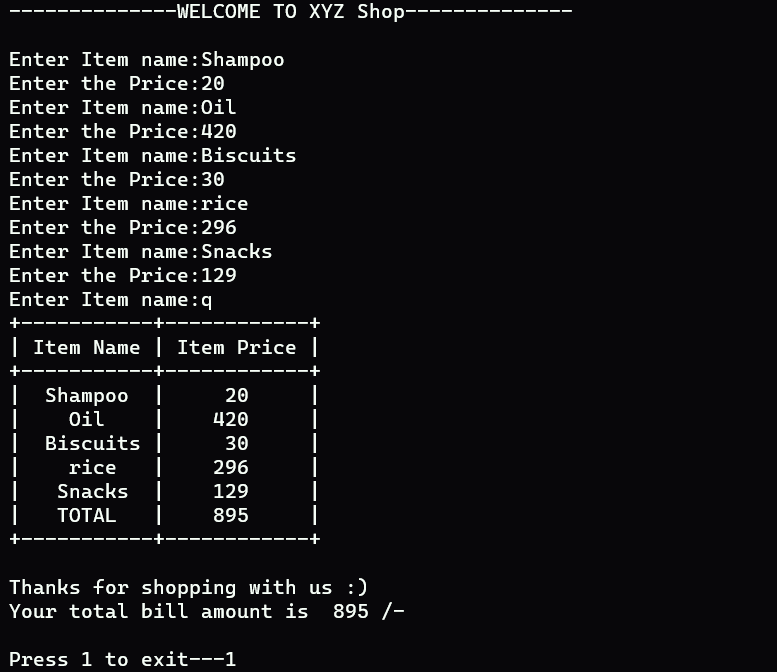 --------------WELCOME TO XYZ Shop--------------
Enter Item name:Shampoo
Enter the Price:20
Enter Item name:Oil
Enter the Price:420
Enter Item name:Biscuits
Enter the Price:30
Enter Item name:rice
Enter the Price:296
Enter Item name:Snacks
Enter the Price:129
Enter Item name:q
+-----------+------------+
| Item Name | Item Price |
+-----------+------------+
|  Shampoo  |     20     |
|    Oil    |    420     |
|  Biscuits |     30     |
|    rice   |    296     |
|   Snacks  |    129     |
|   TOTAL   |    895     |
+-----------+------------+
Thanks for shopping with us :)
Your total bill amount is  895 /-
Press 1 to exit---1